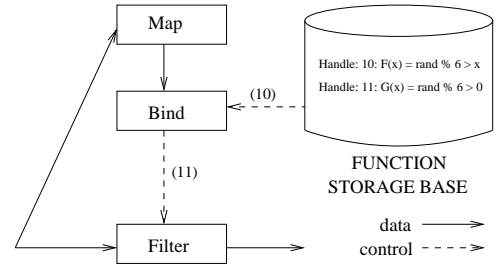 Map
Handle: 10: F(x) = rand % 6 > x
Handle: 11: G(x) = rand % 6 > 0
(10)
Bind
FUNCTION
STORAGE BASE
(11)
data
Filter
control